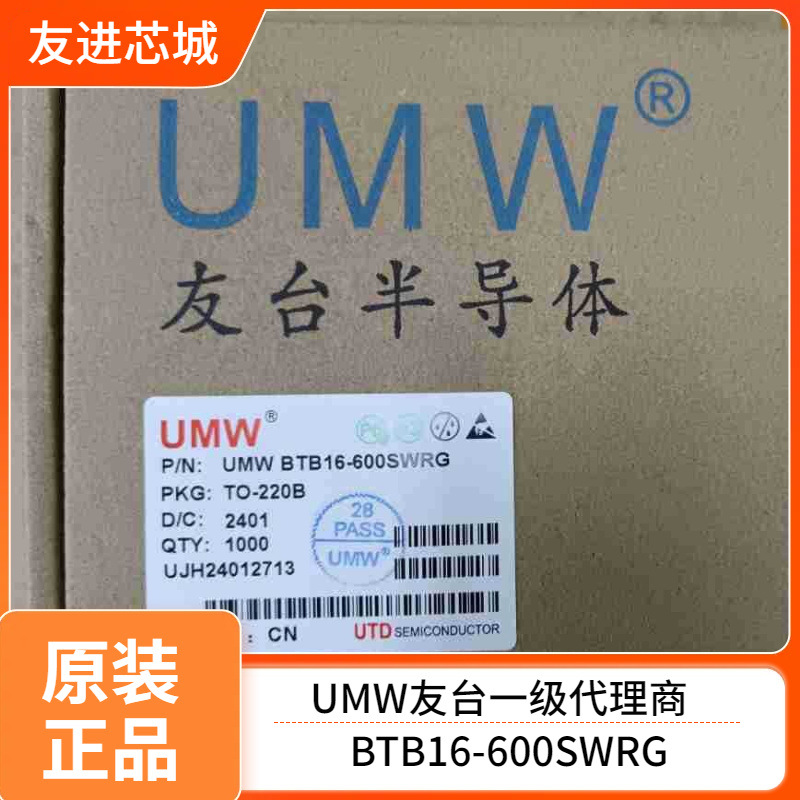 友进芯城
UMW®
友台半导体
UMW®
P/N: UMW BTB16-600SWRG
PKG: TO-220B
D/C: 2401
QTY: 1000
UJH24012713
28
PASS
UMW®
: CN
UTD SEMICONDUCTOR
原装
正品
UMW友台一级代理商
BTB16-600SWRG